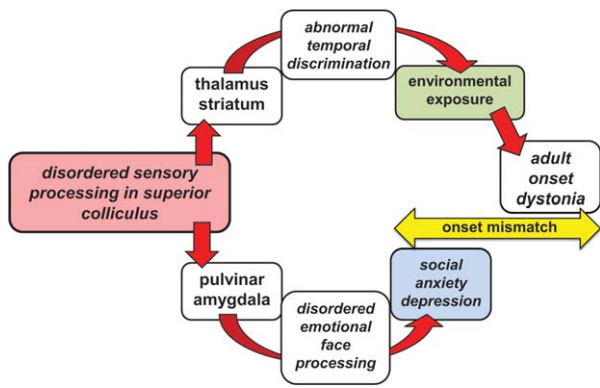 abnormal
temporal
discrimination
thalamus
striatum
environmental
exposure
disordered sensory
processing in superior
colliculus
adult
onset
dystonia
onset mismatch
pulvinar
amygdala
social
anxiety
depression
disordered
emotional
face
processing